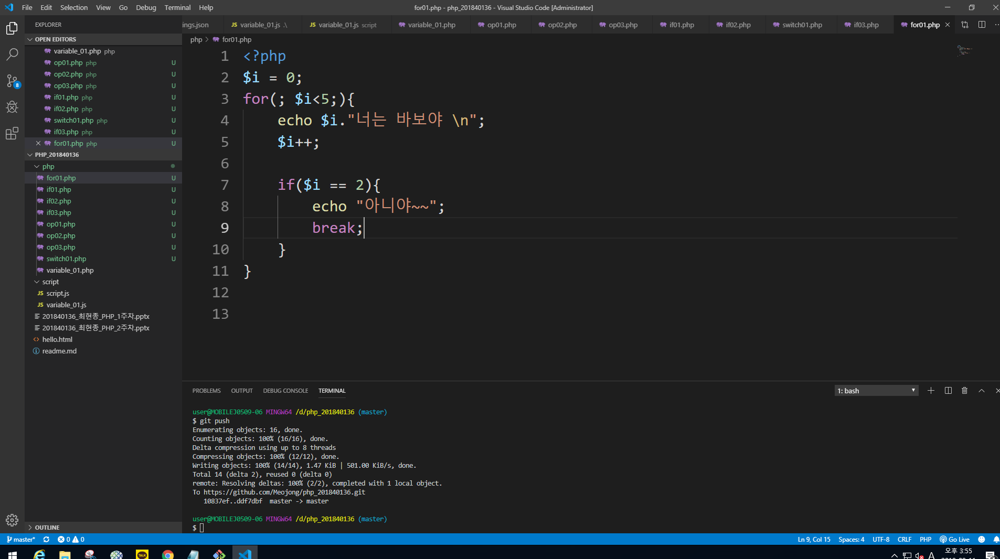 File Edit Selection View Go Debug Terminal Help
for01.php - php_201840136 - Visual Studio Code [Administrator]
EXPLORER
OPEN EDITORS
variable_01.php php
op01.php php U
op02.php php U
op03.php php U
if01.php php U
if02.php php U
switch01.php php U
if03.php php U
for01.php php U
PHP_201840136
php
for01.php U
if01.php U
if02.php U
if03.php U
op01.php U
op02.php U
op03.php U
switch01.php U
variable_01.php
script
JS script.js
JS variable_01.js
201840136_최현종_PHP_1주차.pptx
201840136_최현종_PHP_2주차.pptx
hello.html
readme.md
OUTLINE
8
ings.json JS variable_01.js .\ JS variable_01.js script variable_01.php op01.php op02.php op03.php if01.php if02.php switch01.php if03.php for01.php
php > for01.php
1 <?php
2 $i = 0;
3 for(; $i<5;){
4 echo $i."너는 바보야 \n";
5 $i++;
6
7 if($i == 2){
8 echo "아니야~~";
9 break;
10 }
11 }
12
13
PROBLEMS OUTPUT DEBUG CONSOLE TERMINAL
1: bash
user@MOBILEJ0509-06 MINGW64 /d/php_201840136 (master)
$ git push
Enumerating objects: 16, done.
Counting objects: 100% (16/16), done.
Delta compression using up to 8 threads
Compressing objects: 100% (12/12), done.
Writing objects: 100% (14/14), 1.47 KiB | 501.00 KiB/s, done.
Total 14 (delta 2), reused 0 (delta 0)
remote: Resolving deltas: 100% (2/2), completed with 1 local object.
To https://github.com/Meojong/php_201840136.git
10837ef..ddf7dbf master -> master
user@MOBILEJ0509-06 MINGW64 /d/php_201840136 (master)
$
master* 0 0
Ln 9, Col 15 Spaces: 4 UTF-8 CRLF PHP Go Live
TALK
A 오후 3:55